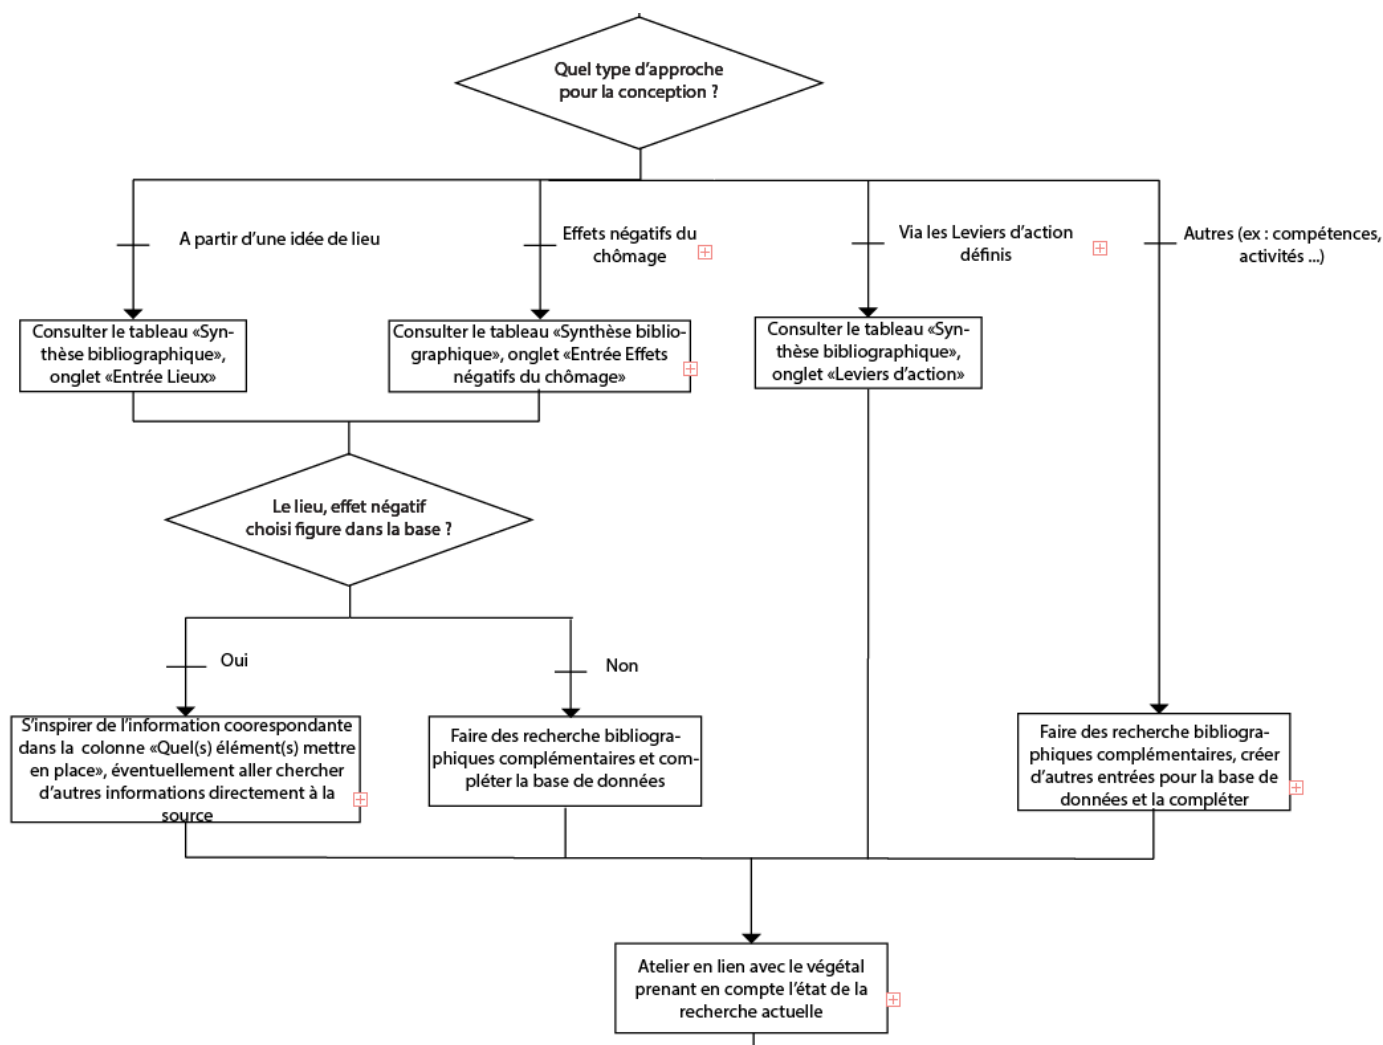 Quel type d'approche
pour la conception ?
A partir d'une idée de lieu
Effets négatifs du
chômage
Via les Leviers d'action
définis
Autres (ex : compétences,
activités ...)
Consulter le tableau «Syn-
thèse bibliographique»,
onglet «Entrée Lieux»
Consulter le tableau «Synthèse biblio-
graphique», onglet «Entrée Effets
négatifs du chômage»
Consulter le tableau «Syn-
thèse bibliographique»,
onglet «Leviers d'action»
Le lieu, effet négatif
choisi figure dans la base ?
Oui
Non
S'inspirer de l'information coorespondante
dans la colonne «Quel(s) élément(s) mettre
en place», éventuellement aller chercher
d'autres informations directement à la
source
Faire des recherche bibliogra-
phiques complémentaires et com-
pléter la base de données
Faire des recherche bibliogra-
phiques complémentaires, créer
d'autres entrées pour la base de
données et la compléter
Atelier en lien avec le végétal
prenant en compte l'état de la
recherche actuelle